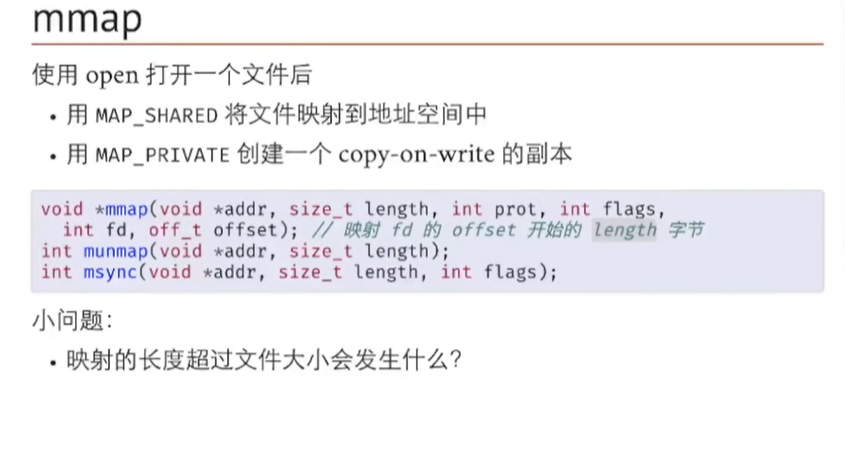 mmap
使用 open 打开一个文件后
• 用 MAP_SHARED 将文件映射到地址空间中
• 用 MAP_PRIVATE 创建一个 copy-on-write 的副本
void *mmap(void *addr, size_t length, int prot, int flags,
int fd, off_t offset); // 映射 fd 的 offset 开始的 length 字节
int munmap(void *addr, size_t length);
int msync(void *addr, size_t length, int flags);
小问题：
• 映射的长度超过文件大小会发生什么？